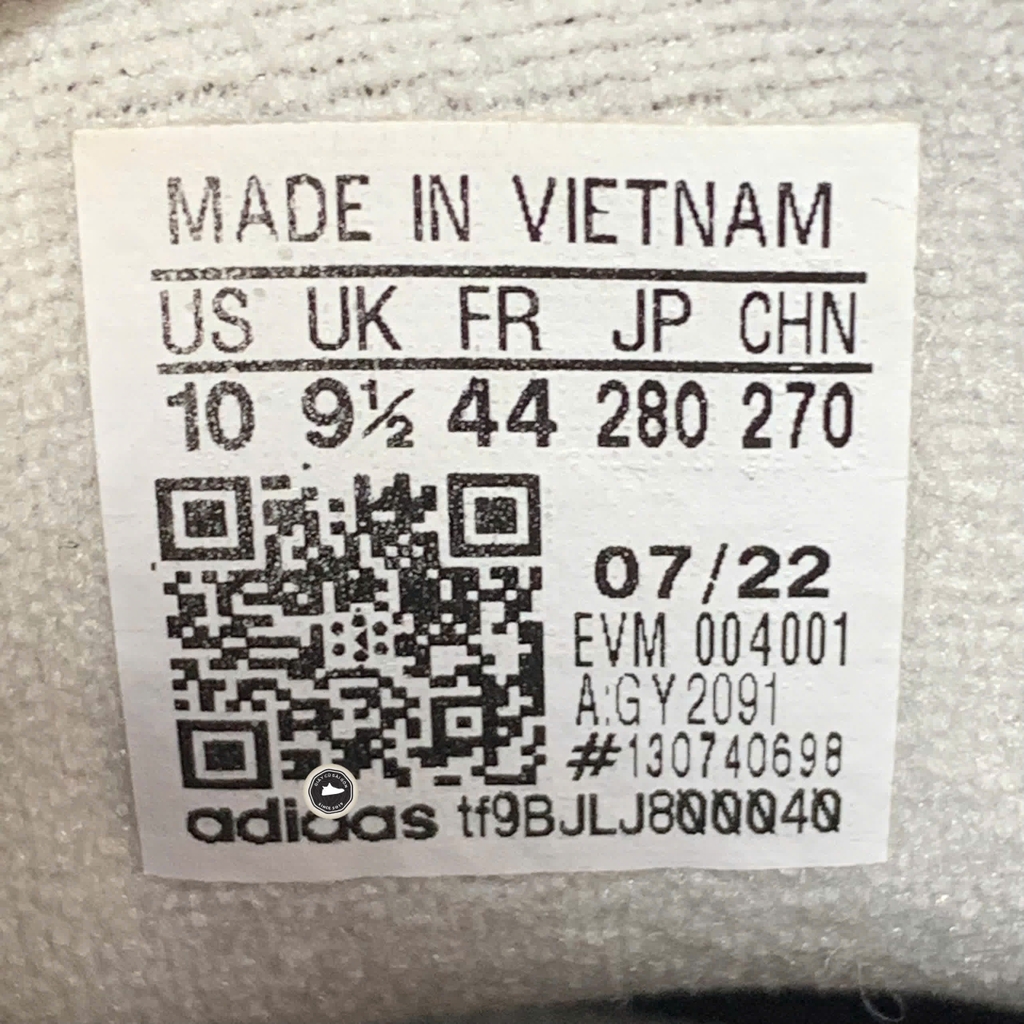 MADE IN VIETNAM
US UK FR JP CHN
10 9½ 44 280 270
07/22
EVM 004001
A:GY2091
#130740698
adidas tf9BJLJ800040